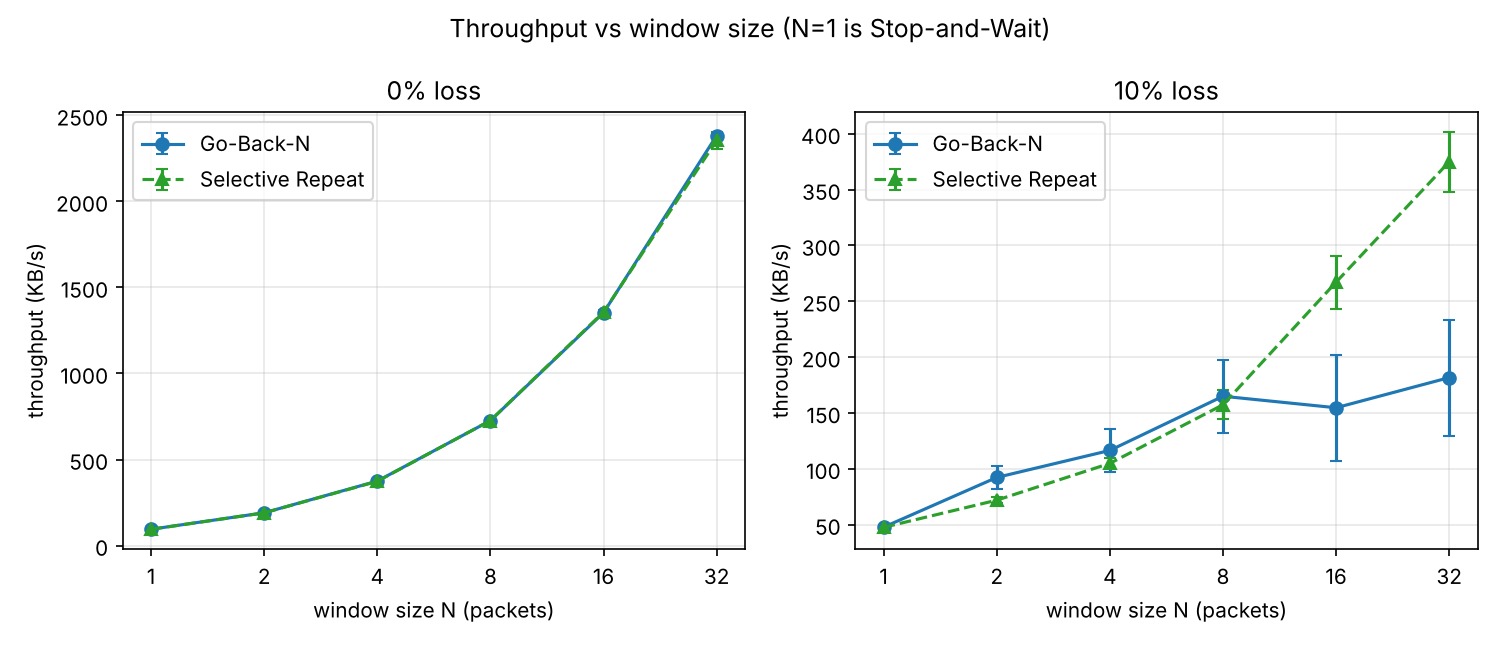 Throughput vs window size (N=1 is Stop-and-Wait)
0% loss
2500
2000
1500
1000
500
0
throughput (KB/s)
Go-Back-N
Selective Repeat
1 2 4 8 16 32
window size N (packets)
10% loss
400
350
300
250
200
150
100
50
throughput (KB/s)
Go-Back-N
Selective Repeat
1 2 4 8 16 32
window size N (packets)